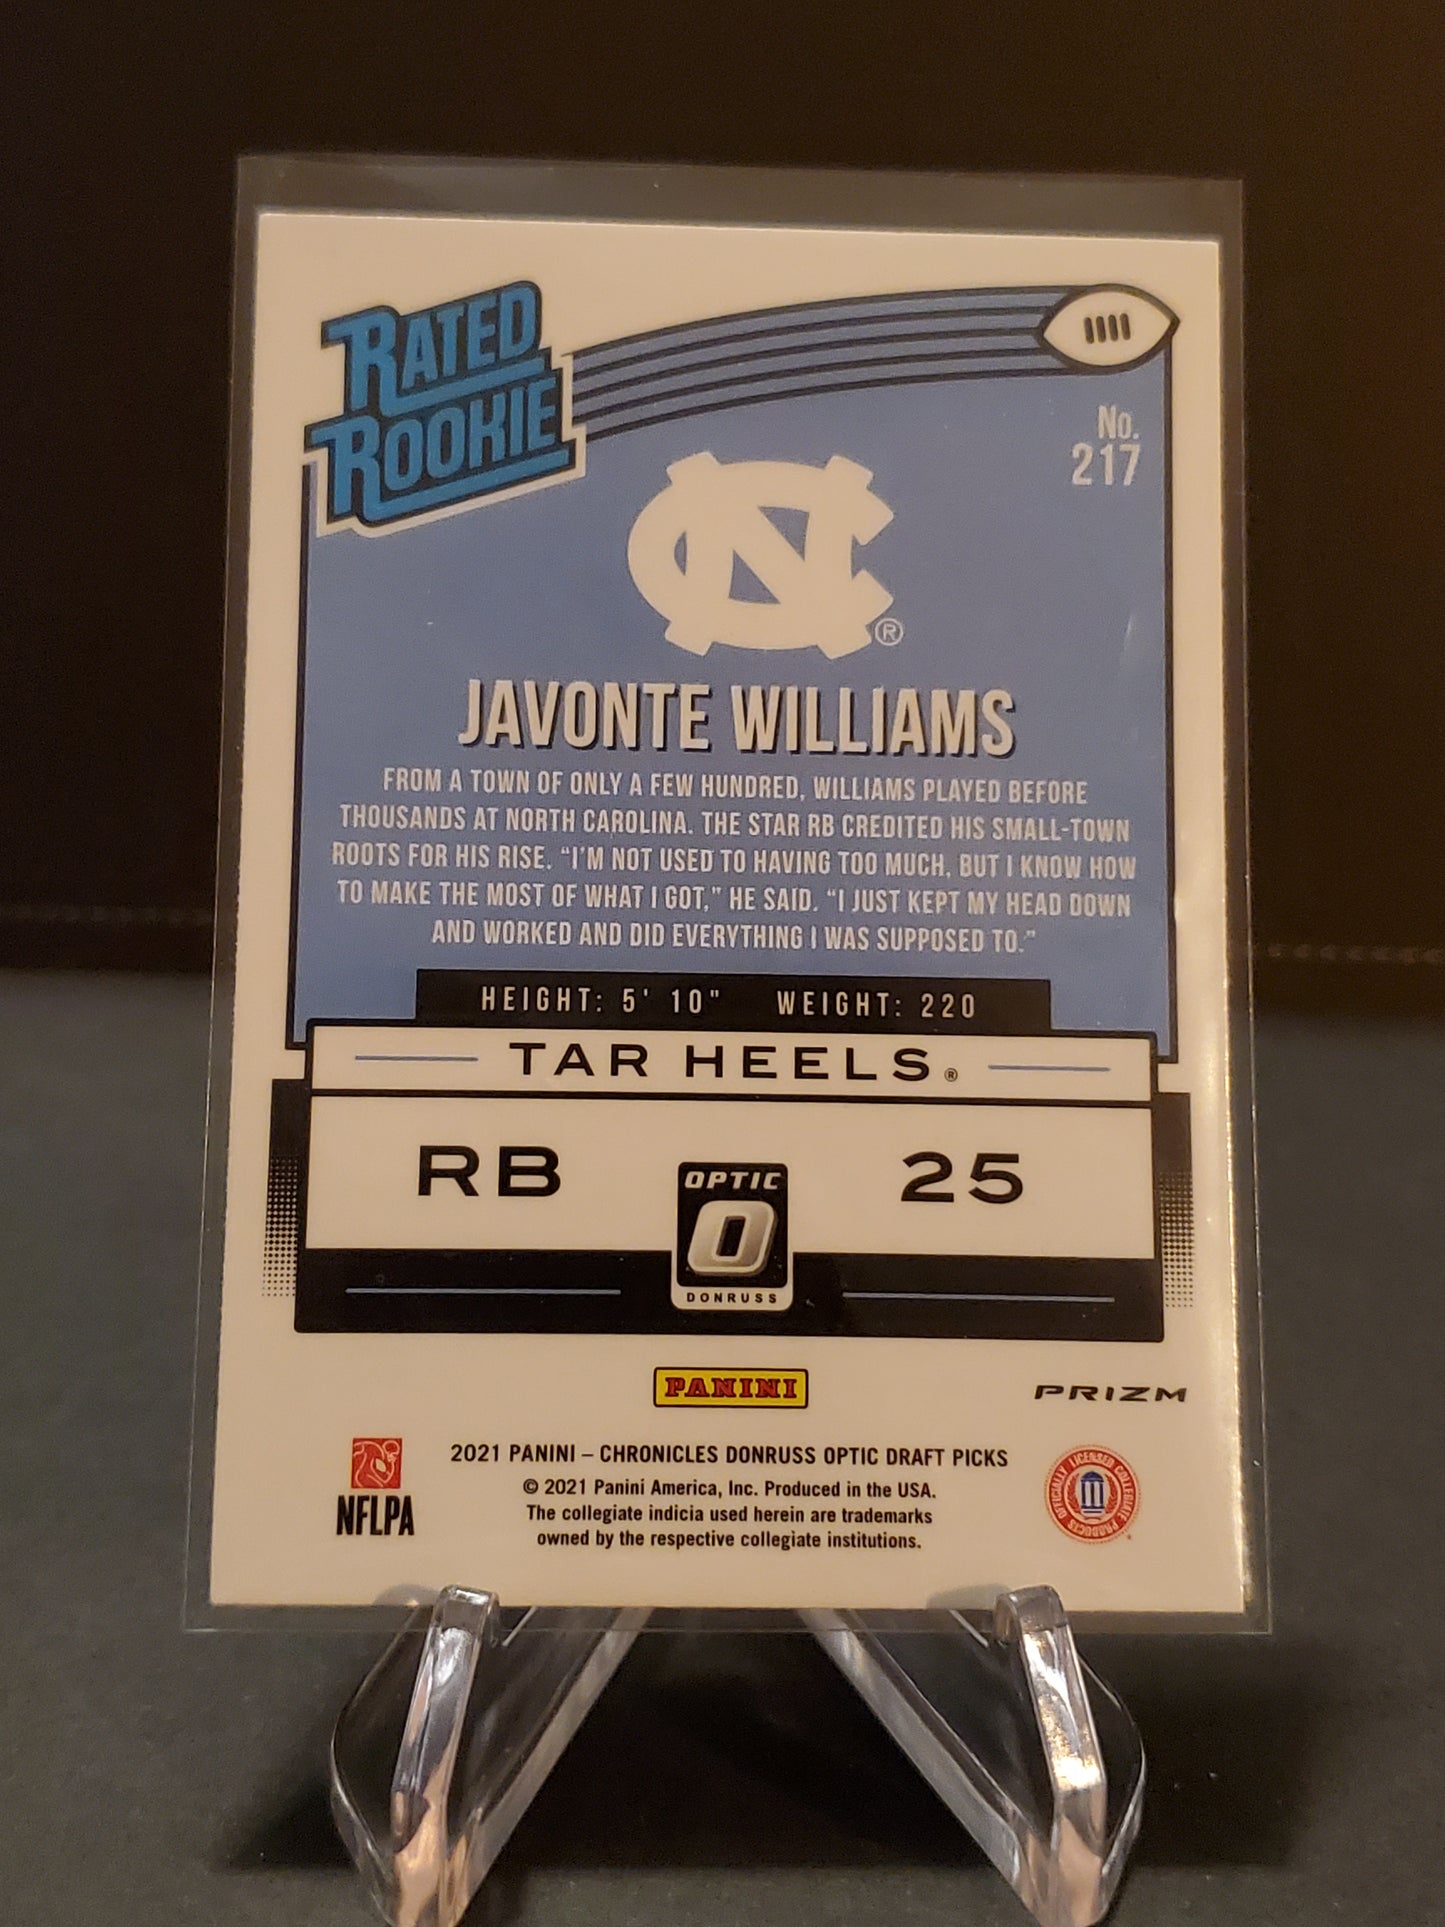 RATED
ROOKIE
No.
217
NC®
JAVONTE WILLIAMS
FROM A TOWN OF ONLY A FEW HUNDRED, WILLIAMS PLAYED BEFORE
THOUSANDS AT NORTH CAROLINA. THE STAR RB CREDITED HIS SMALL-TOWN
ROOTS FOR HIS RISE. “I'M NOT USED TO HAVING TOO MUCH, BUT I KNOW HOW
TO MAKE THE MOST OF WHAT I GOT,” HE SAID. “I JUST KEPT MY HEAD DOWN
AND WORKED AND DID EVERYTHING I WAS SUPPOSED TO.”
HEIGHT: 5' 10" WEIGHT: 220
TAR HEELS®
RB 25
OPTIC
O
DONRUSS
PANINI
PRIZM
NFLPA
2021 PANINI – CHRONICLES DONRUSS OPTIC DRAFT PICKS
© 2021 Panini America, Inc. Produced in the USA.
The collegiate indicia used herein are trademarks
owned by the respective collegiate institutions.
OFFICIALLY LICENSED COLLEGIATE PRODUCTS